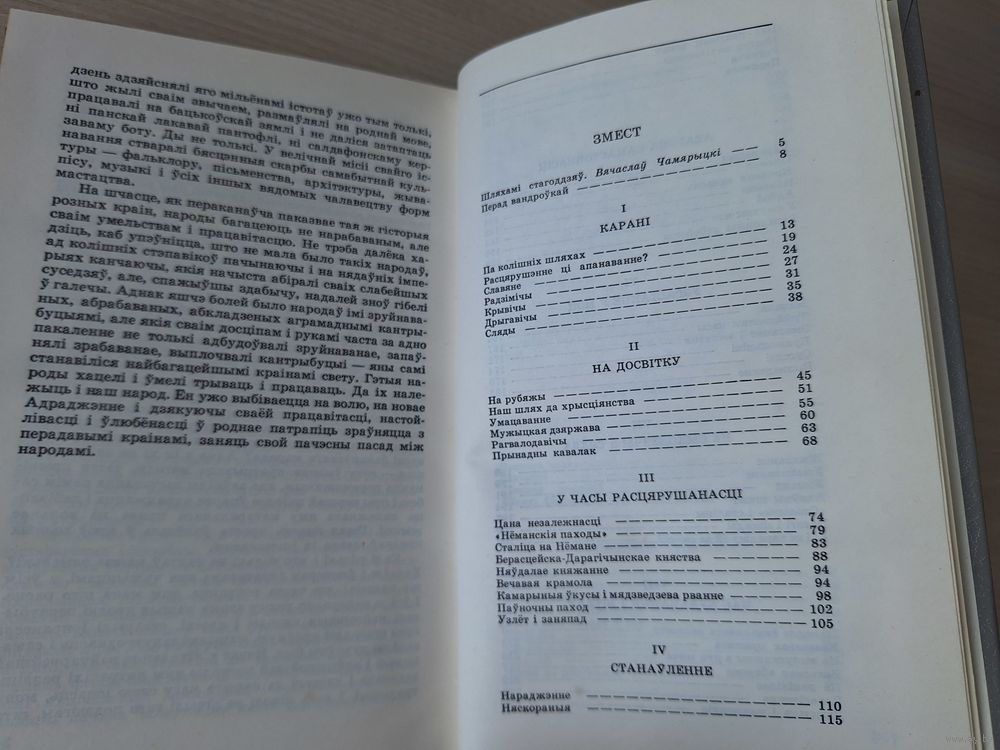 дзень здзяйснялі яго мільёнамі істотаў ужо тым толькі,
што жылі сваім звычаем, размаўлялі на роднай мове,
працавалі на бацькоўскай зямлі і не даліся затаптаць
ні панскай лакавай пантофлі, ні салдафонскаму кер-
заваму боту. Ды не толькі. У велічнай місіі свайго іс-
навання стваралі бясцэнныя скарбы самабытнай куль-
туры — фальклору, пісьменства, архітэктуры, жыва-
пісу, музыкі і ўсіх іншых вядомых чалавецтву форм
мастацтва.
На шчасце, як пераканаўча паказвае тая ж гісторыя
розных краін, народы багацеюць не нарабаваным, але
сваім умельствам і працавітасцю. Не трэба далёка ха-
дзіць, каб упэўніцца, што не мала было такіх народаў,
ад колішніх стэпавікоў пачынаючы і на нядаўніх імпе-
рыях канчаючы, якія начыста абіралі сваіх слабейшых
суседзяў, але, спажыўшы здабычу, надалей зноў гібелі
ў галечы. Аднак яшчэ болей было народаў імі зруйнава-
ных, абрабаваных, абкладзеных аграмаднымі кантры-
буцыямі, але якія сваім досціпам і рукамі часта за адно
пакаленне не толькі адбудоўвалі зруйнаванае, запаў-
нялі зрабаванае, выплочвалі кантрыбуцыі — яны самі
станавіліся найбагацейшымі краінамі свету. Гэтыя на-
роды хацелі і ўмелі трываць і працаваць. Да іх нале-
жыць і наш народ. Ен ужо выбіваецца на волю, на новае
Адраджэнне і дзякуючы сваёй працавітасці, настой-
лівасці і ўлюбёнасці ў роднае патрапіць зраўняцца з
перадавымі краінамі, заняць свой пачэсны пасад між
народамі.
ЗМЕСТ
Шляхамі стагоддзяў. Вячаслаў Чамярыцкі — — 5
Перад вандроўкай — — — — — — — — — 8
I
КАРАНІ
Па колішніх шляхах — — — — — — — — 13
Расцярушэнне ці апанаванне? — — — — — — 19
Славяне — — — — — — — — — — — 24
Радзімічы — — — — — — — — — — — 27
Крывічы — — — — — — — — — — — 31
Дрыгавічы — — — — — — — — — — — 35
Сляды — — — — — — — — — — — — 38
II
НА ДОСВІТКУ
На рубяжы — — — — — — — — — — — 45
Наш шлях да хрысціянства — — — — — — — 51
Умацаванне — — — — — — — — — — — 55
Мужыцкая дзяржава — — — — — — — — 60
Рагвалодавічы — — — — — — — — — — 63
Прынадны кавалак — — — — — — — — — 68
III
У ЧАСЫ РАСЦЯРУШАНАСЦІ
Цана незалежнасці — — — — — — — — — 74
«Нёманскія паходы» — — — — — — — — — 79
Сталіца на Нёмане — — — — — — — — — 83
Берасцейска-Дарагічынскае княства — — — — — 88
Няўдалае княжанне — — — — — — — — — 94
Вечавая крамола — — — — — — — — — — 94
Камарыныя ўкусы і мядзведзева рванне — — — — 98
Паўночны паход — — — — — — — — — — 102
Узлёт і заняпад — — — — — — — — — — 105
IV
СТАНАЎЛЕННЕ
Нараджэнне — — — — — — — — — — — 110
Няскораныя — — — — — — — — — — — 115